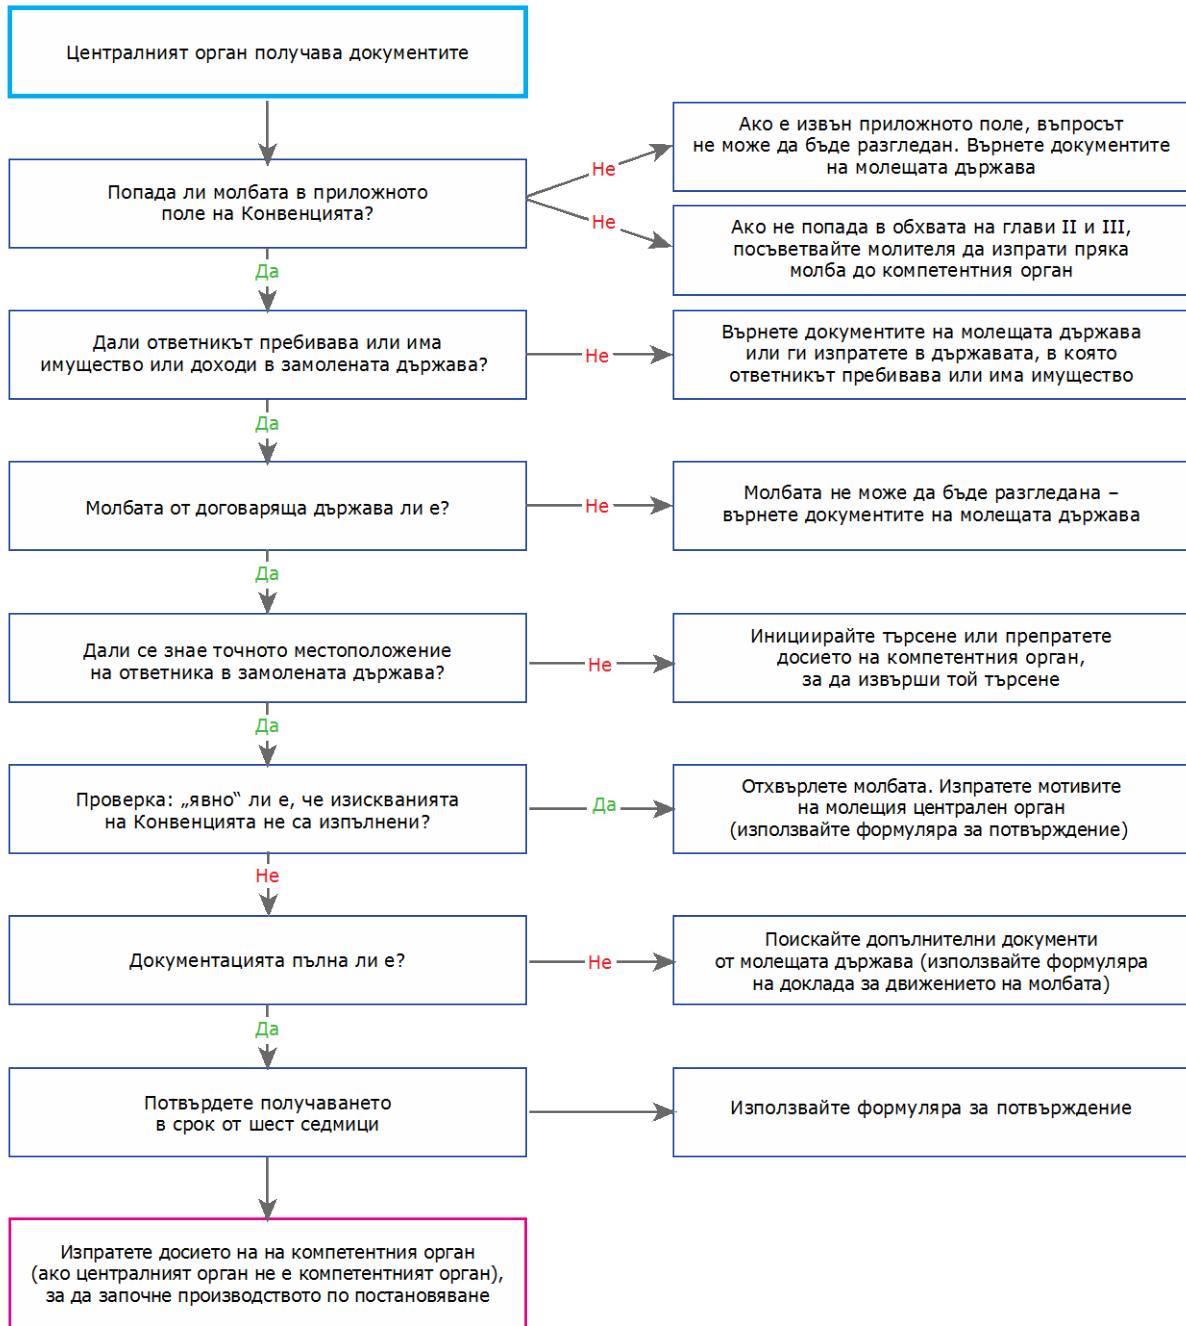 Централният орган получава документите
Ако е извън приложното поле, въпросът
не може да бъде разгледан. Върнете документите
на молещата държава
Не
Попада ли молбата в приложното
поле на Конвенцията?
Не
Ако не попада в обхвата на глави II и III,
посъветвайте молителя да изпрати пряка
молба до компетентния орган
Да
Дали ответникът пребивава или има
имущество или доходи в замолената държава?
Не
Върнете документите на молещата държава
или ги изпратете в държавата, в която
ответникът пребивава или има имущество
Да
Молбата от договаряща държава ли е?
Не
Молбата не може да бъде разгледана –
върнете документите на молещата държава
Да
Дали се знае точното местоположение
на ответника в замолената държава?
Не
Инициирайте търсене или препратете
досието на компетентния орган,
за да извърши той търсене
Да
Проверка: „явно“ ли е, че изискванията
на Конвенцията не са изпълнени?
Да
Отхвърлете молбата. Изпратете мотивите
на молещия централен орган
(използвайте формуляра за потвърждение)
Не
Документацията пълна ли е?
Не
Поискайте допълнителни документи
от молещата държава (използвайте формуляра
на доклада за движението на молбата)
Да
Потвърдете получаването
в срок от шест седмици
Използвайте формуляра за потвърждение
Изпратете досието на на компетентния орган
(ако централният орган не е компетентният орган),
за да започне производството по постановяване